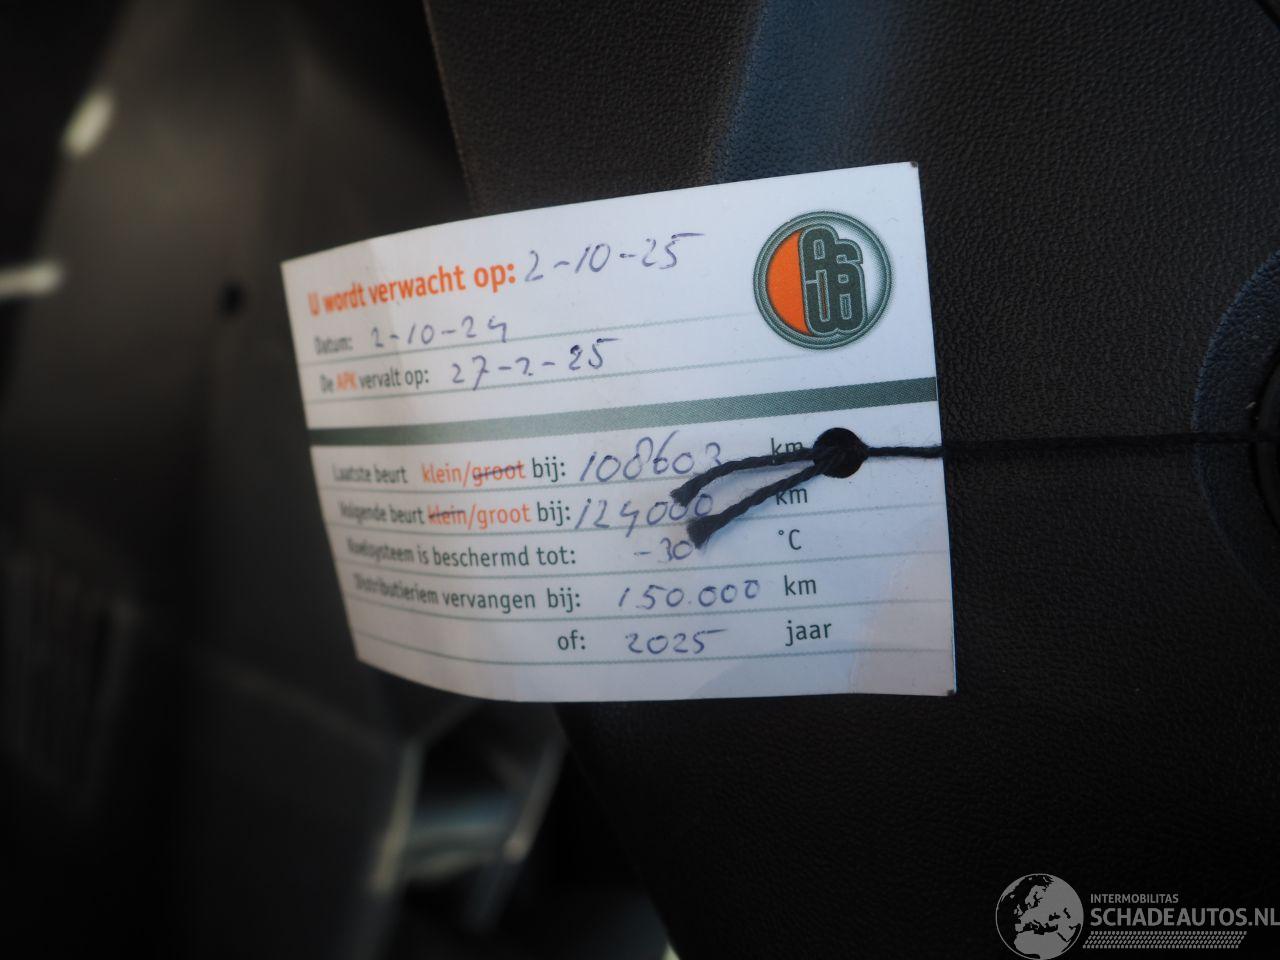 U wordt verwacht op: 2-10-25
Datum: 2-10-24
De APK vervalt op: 27-2-25
Laatste beurt klein/groot bij: 108603 km
Volgende beurt klein/groot bij: 124000 km
Koelsysteem is beschermd tot: -30 °C
Distributieriem vervangen bij: 150.000 km
of: 2025 jaar
INTERMOBILITAS
SCHADEAUTOS.NL